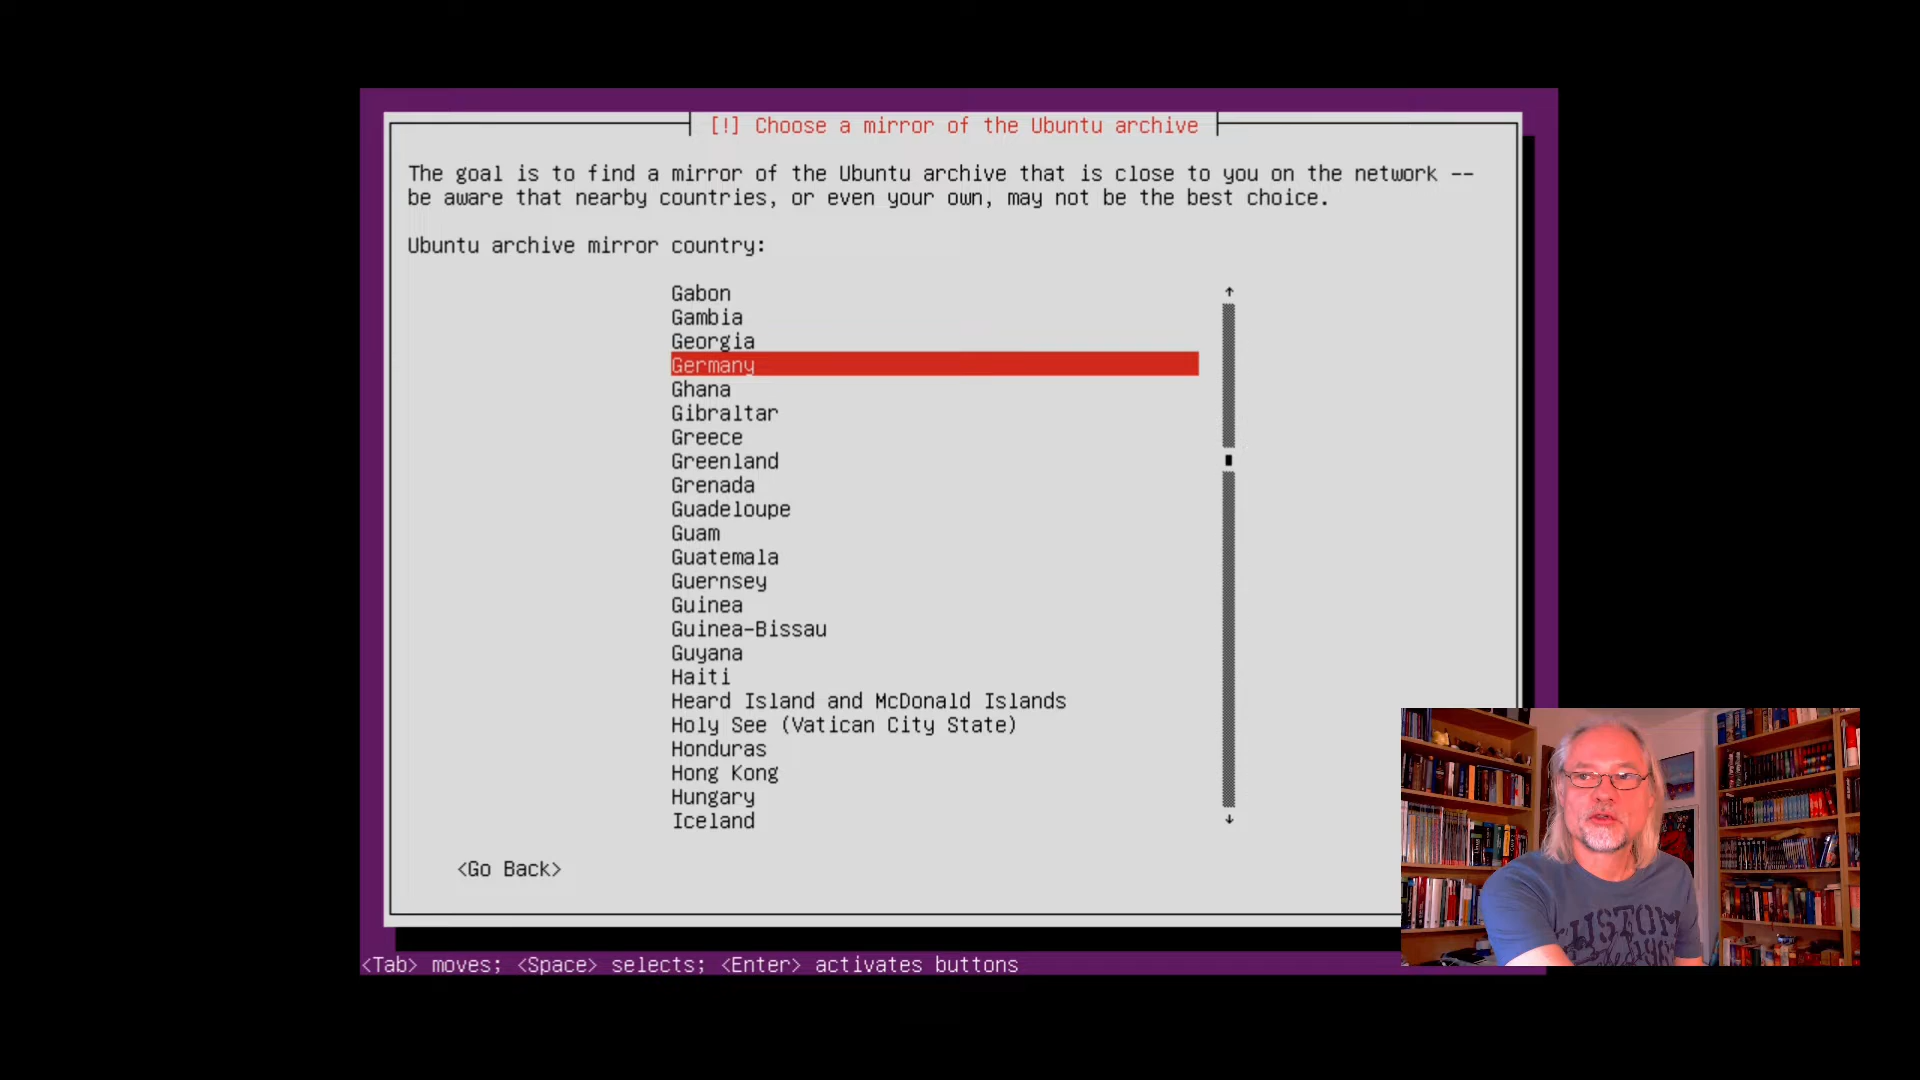 [!] Choose a mirror of the Ubuntu archive
The goal is to find a mirror of the Ubuntu archive that is close to you on the network --
be aware that nearby countries, or even your own, may not be the best choice.
Ubuntu archive mirror country:
Gabon
Gambia
Georgia
Germany
Ghana
Gibraltar
Greece
Greenland
Grenada
Guadeloupe
Guam
Guatemala
Guernsey
Guinea
Guinea-Bissau
Guyana
Haiti
Heard Island and McDonald Islands
Holy See (Vatican City State)
Honduras
Hong Kong
Hungary
Iceland
<Go Back>
<Tab> moves; <Space> selects; <Enter> activates buttons
CUSTOM